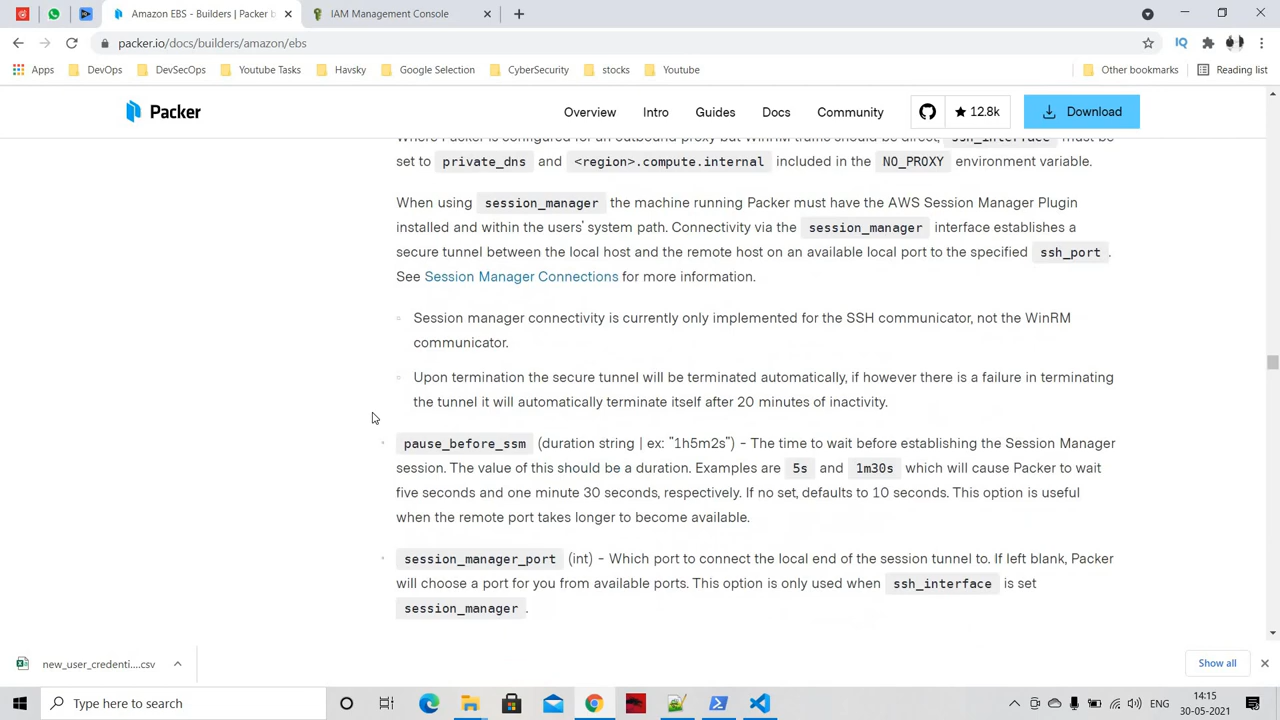 Amazon EBS - Builders | Packer b
IAM Management Console
packer.io/docs/builders/amazon/ebs
Apps DevOps DevSecOps Youtube Tasks Havsky Google Selection CyberSecurity stocks Youtube Other bookmarks Reading list
Packer Overview Intro Guides Docs Community 12.8k Download
Where Packer is configured for an outbound proxy but WinRM traffic should be direct, ssh_interface must be
set to private_dns and <region>.compute.internal included in the NO_PROXY environment variable.
When using session_manager the machine running Packer must have the AWS Session Manager Plugin
installed and within the users' system path. Connectivity via the session_manager interface establishes a
secure tunnel between the local host and the remote host on an available local port to the specified ssh_port .
See Session Manager Connections for more information.
Session manager connectivity is currently only implemented for the SSH communicator, not the WinRM
communicator.
Upon termination the secure tunnel will be terminated automatically, if however there is a failure in terminating
the tunnel it will automatically terminate itself after 20 minutes of inactivity.
pause_before_ssm (duration string | ex: "1h5m2s") - The time to wait before establishing the Session Manager
session. The value of this should be a duration. Examples are 5s and 1m30s which will cause Packer to wait
five seconds and one minute 30 seconds, respectively. If no set, defaults to 10 seconds. This option is useful
when the remote port takes longer to become available.
session_manager_port (int) - Which port to connect the local end of the session tunnel to. If left blank, Packer
will choose a port for you from available ports. This option is only used when ssh_interface is set
session_manager .
new_user_credenti....csv
Show all
Type here to search
ENG
14:15
30-05-2021